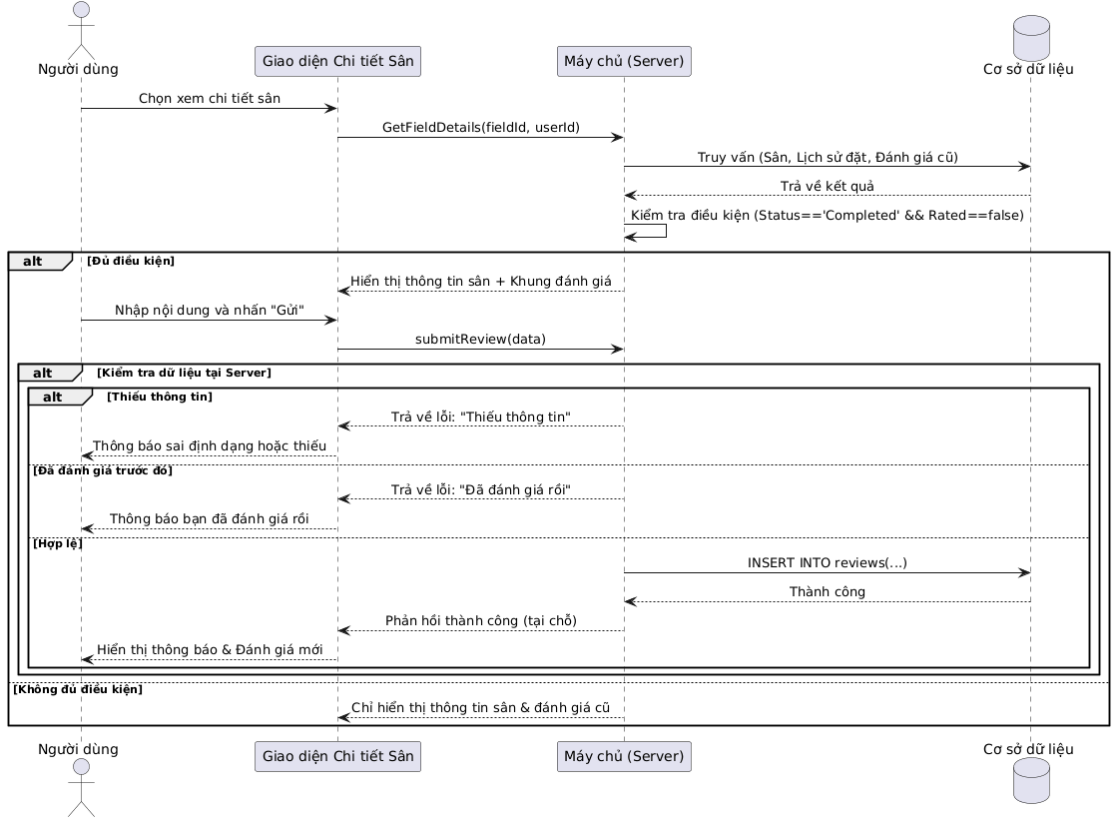 Người dùng
Giao diện Chi tiết Sân
Máy chủ (Server)
Cơ sở dữ liệu
Chọn xem chi tiết sân
GetFieldDetails(fieldId, userId)
Truy vấn (Sân, Lịch sử đặt, Đánh giá cũ)
Trả về kết quả
Kiểm tra điều kiện (Status=='Completed' && Rated==false)
alt [Đủ điều kiện]
Hiển thị thông tin sân + Khung đánh giá
Nhập nội dung và nhấn "Gửi"
submitReview(data)
alt [Kiểm tra dữ liệu tại Server]
alt [Thiếu thông tin]
Trả về lỗi: "Thiếu thông tin"
Thông báo sai định dạng hoặc thiếu
[Đã đánh giá trước đó]
Trả về lỗi: "Đã đánh giá rồi"
Thông báo bạn đã đánh giá rồi
[Hợp lệ]
INSERT INTO reviews(...)
Thành công
Phản hồi thành công (tại chỗ)
Hiển thị thông báo & Đánh giá mới
[Không đủ điều kiện]
Chỉ hiển thị thông tin sân & đánh giá cũ
Người dùng
Giao diện Chi tiết Sân
Máy chủ (Server)
Cơ sở dữ liệu